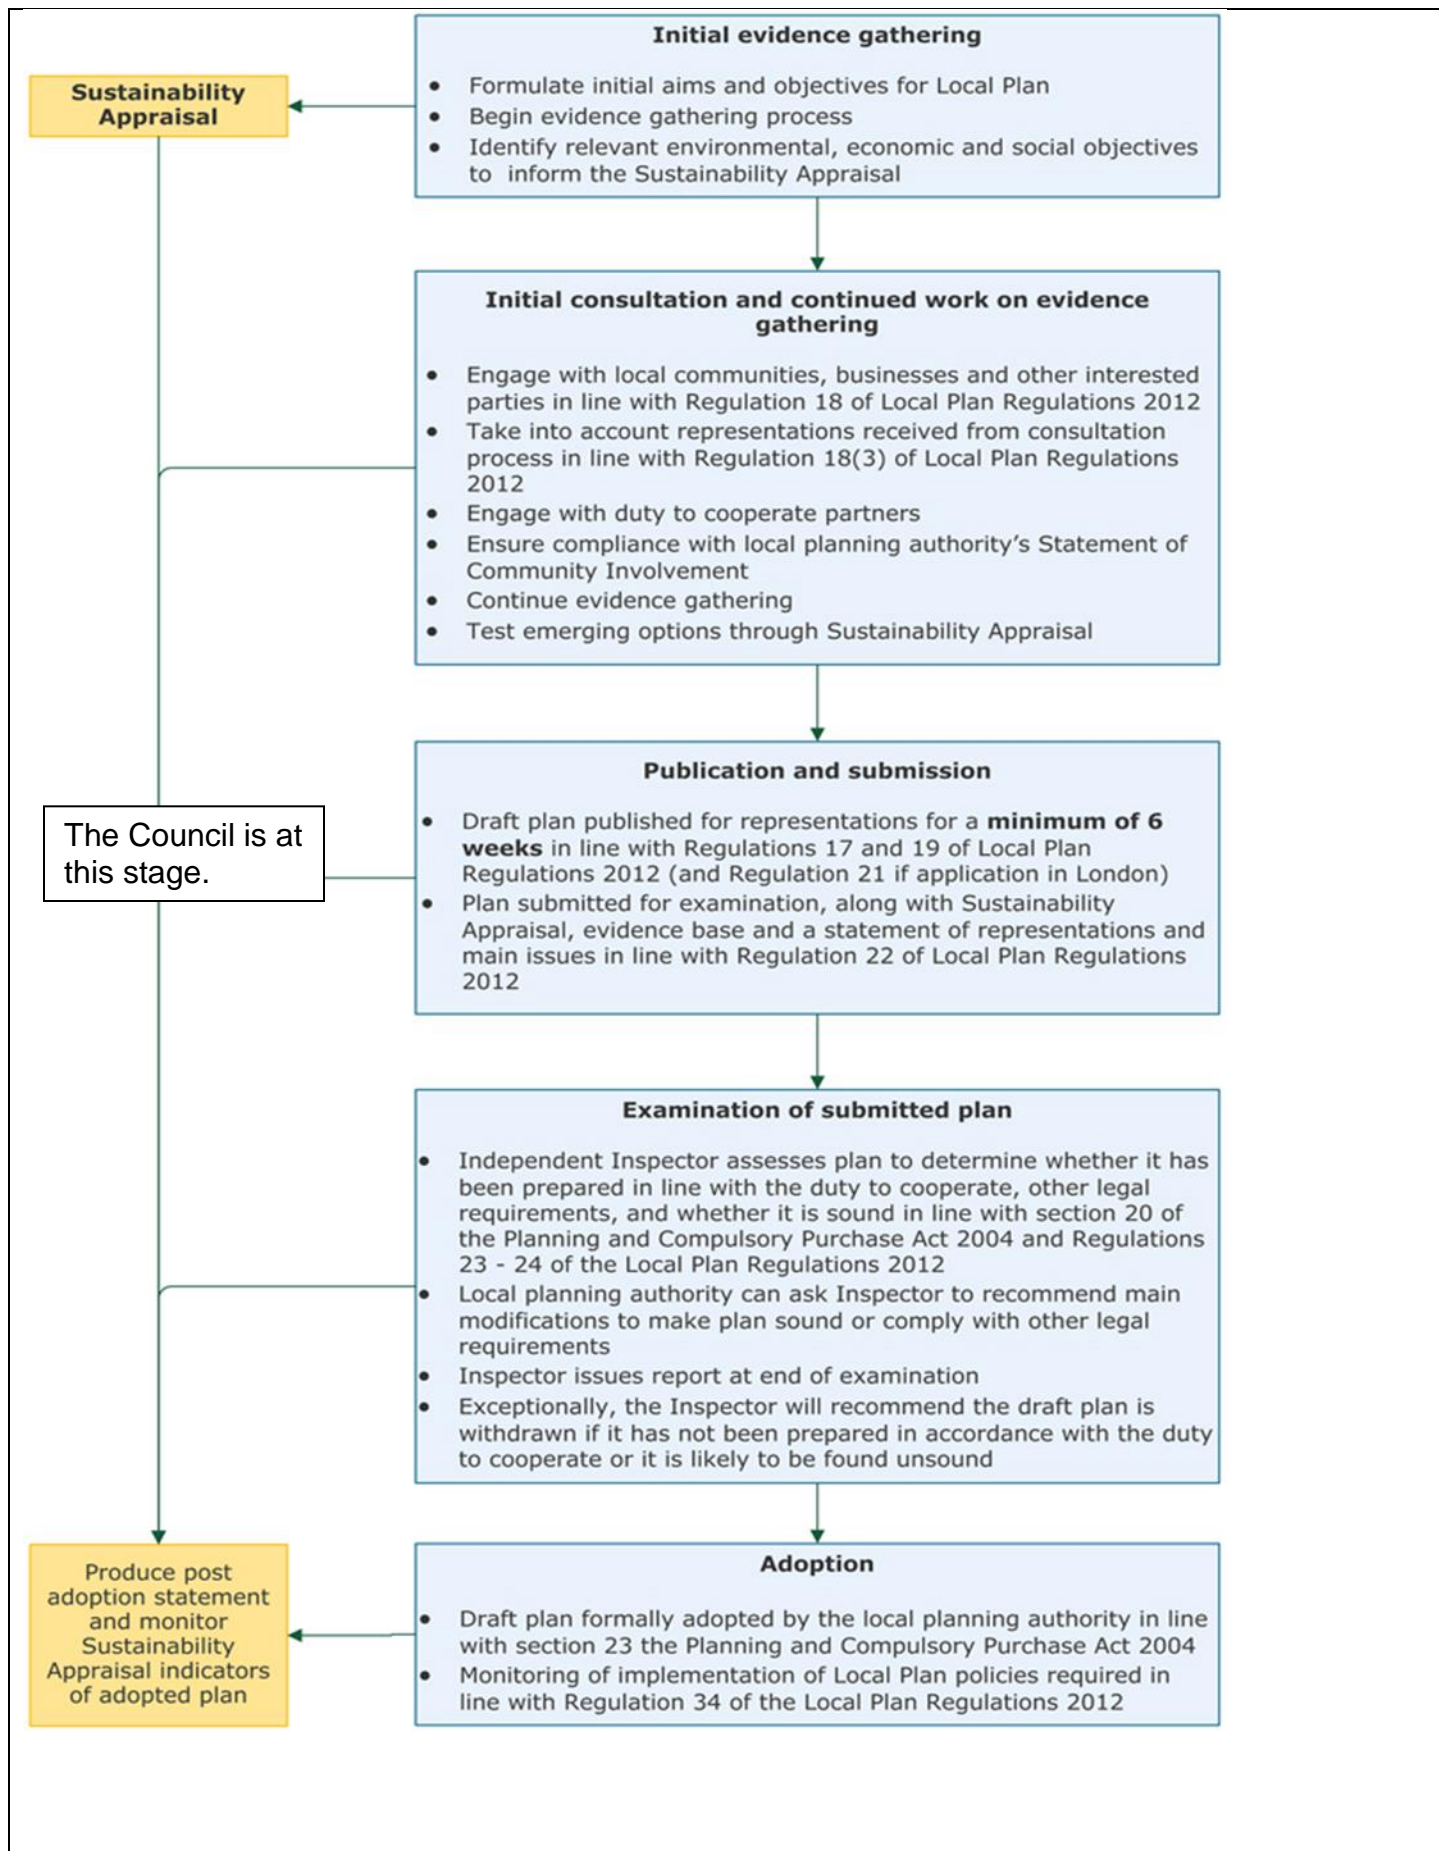 Initial evidence gathering
• Formulate initial aims and objectives for Local Plan
• Begin evidence gathering process
• Identify relevant environmental, economic and social objectives
to inform the Sustainability Appraisal
Sustainability
Appraisal
Initial consultation and continued work on evidence
gathering
• Engage with local communities, businesses and other interested
parties in line with Regulation 18 of Local Plan Regulations 2012
• Take into account representations received from consultation
process in line with Regulation 18(3) of Local Plan Regulations
2012
• Engage with duty to cooperate partners
• Ensure compliance with local planning authority’s Statement of
Community Involvement
• Continue evidence gathering
• Test emerging options through Sustainability Appraisal
Publication and submission
• Draft plan published for representations for a minimum of 6
weeks in line with Regulations 17 and 19 of Local Plan
Regulations 2012 (and Regulation 21 if application in London)
• Plan submitted for examination, along with Sustainability
Appraisal, evidence base and a statement of representations and
main issues in line with Regulation 22 of Local Plan Regulations
2012
The Council is at
this stage.
Examination of submitted plan
• Independent Inspector assesses plan to determine whether it has
been prepared in line with the duty to cooperate, other legal
requirements, and whether it is sound in line with section 20 of
the Planning and Compulsory Purchase Act 2004 and Regulations
23 - 24 of the Local Plan Regulations 2012
• Local planning authority can ask Inspector to recommend main
modifications to make plan sound or comply with other legal
requirements
• Inspector issues report at end of examination
• Exceptionally, the Inspector will recommend the draft plan is
withdrawn if it has not been prepared in accordance with the duty
to cooperate or it is likely to be found unsound
Adoption
• Draft plan formally adopted by the local planning authority in line
with section 23 the Planning and Compulsory Purchase Act 2004
• Monitoring of implementation of Local Plan policies required in
line with Regulation 34 of the Local Plan Regulations 2012
Produce post
adoption statement
and monitor
Sustainability
Appraisal indicators
of adopted plan